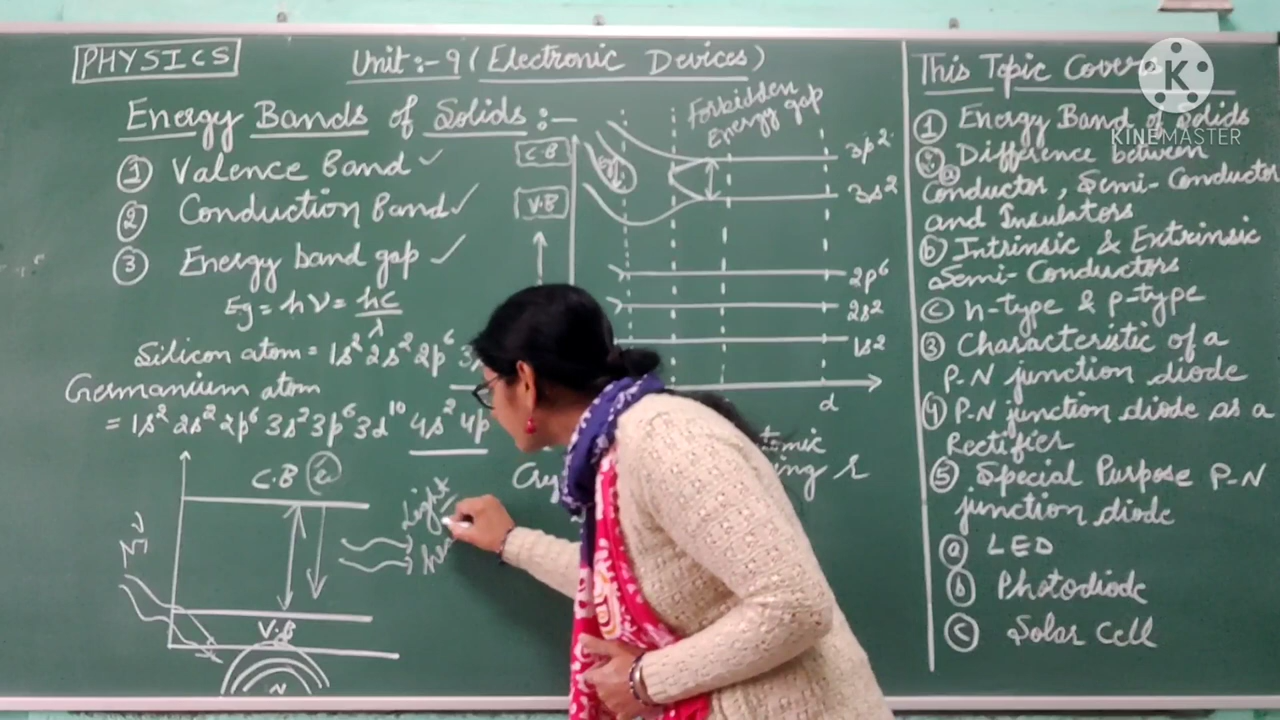 PHYSICS
Unit:- 9 (Electronic Devices)
Energy Bands of Solids:-
① Valence Band ✓
② Conduction Band ✓
③ Energy band gap ✓
Eg = hν = hc/λ
Silicon atom = 1s² 2s² 2p⁶
Germanium atom
= 1s² 2s² 2p⁶ 3s² 3p⁶ 3d¹⁰ 4s² 4p
C.B
V.B
N
Light
Forbidden
Energy gap
C.B
V.B
3p²
3s²
2p⁶
2s²
1s²
d
r
This Topic Covers
① Energy Band of Solids
② ⓐ Difference between
Conductor, Semi-Conductor
and Insulators
ⓑ Intrinsic & Extrinsic
Semi-Conductors
ⓒ n-type & p-type
③ Characteristic of a
P-N junction diode
④ P-N junction diode as a
Rectifier
⑤ Special Purpose P-N
junction diode
ⓐ LED
ⓑ Photodiode
ⓒ Solar Cell
K
KINEMASTER